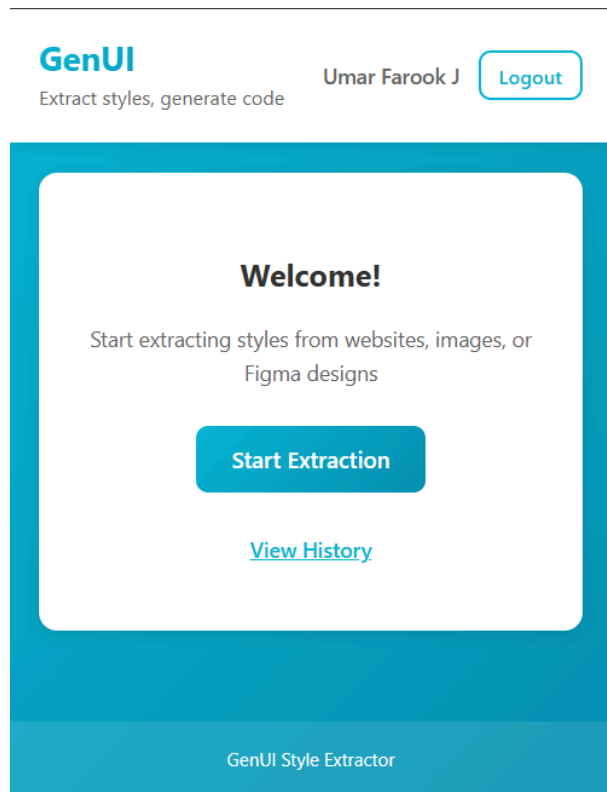 GenUI
Extract styles, generate code
Umar Farook J
Logout
Welcome!
Start extracting styles from websites, images, or
Figma designs
Start Extraction
View History
GenUI Style Extractor